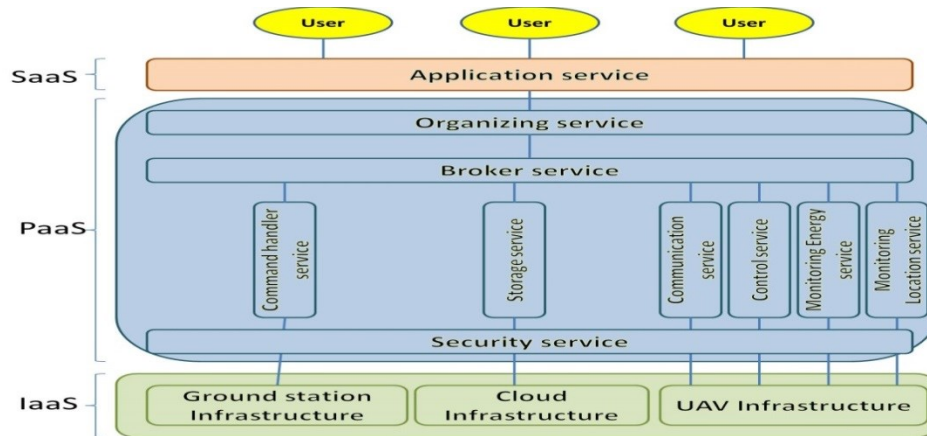 User
User
User
SaaS
Application service
PaaS
Organizing service
Broker service
Command handler
service
Storage service
Communication
service
Control service
Monitoring Energy
service
Monitoring
Location service
Security service
IaaS
Ground station
Infrastructure
Cloud
Infrastructure
UAV Infrastructure